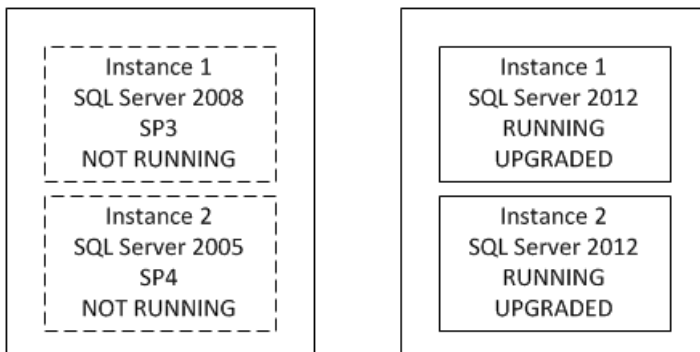 Instance 1
SQL Server 2008
SP3
NOT RUNNING
Instance 2
SQL Server 2005
SP4
NOT RUNNING
Instance 1
SQL Server 2012
RUNNING
UPGRADED
Instance 2
SQL Server 2012
RUNNING
UPGRADED